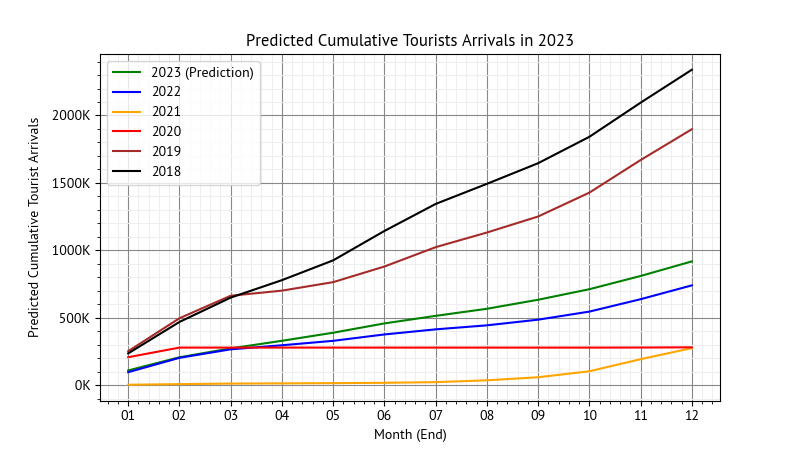 Predicted Cumulative Tourists Arrivals in 2023
2023 (Prediction)
2022
2021
2020
2019
2018
Predicted Cumulative Tourist Arrivals
2000K
1500K
1000K
500K
0K
01 02 03 04 05 06 07 08 09 10 11 12
Month (End)